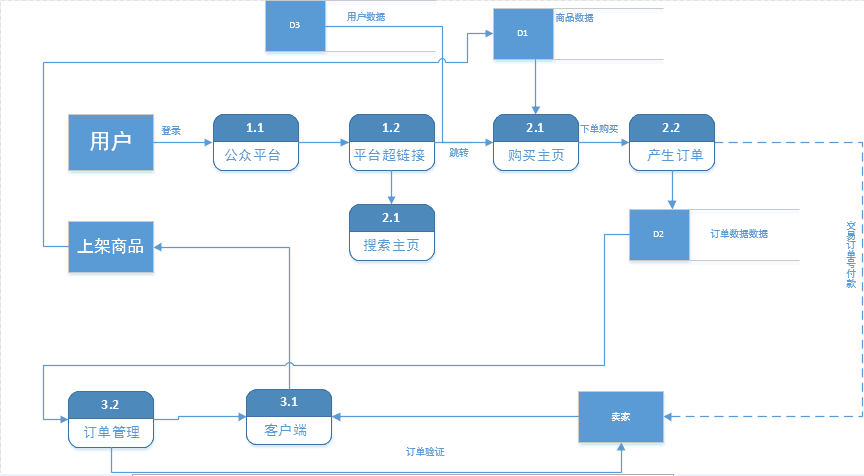 D3
用户数据
D1
商品数据
用户
登录
1.1
公众平台
1.2
平台超链接
跳转
2.1
购买主页
下单购买
2.2
产生订单
2.1
搜索主页
上架商品
D2
订单数据数据
交易订单号付款
3.2
订单管理
3.1
客户端
卖家
订单验证